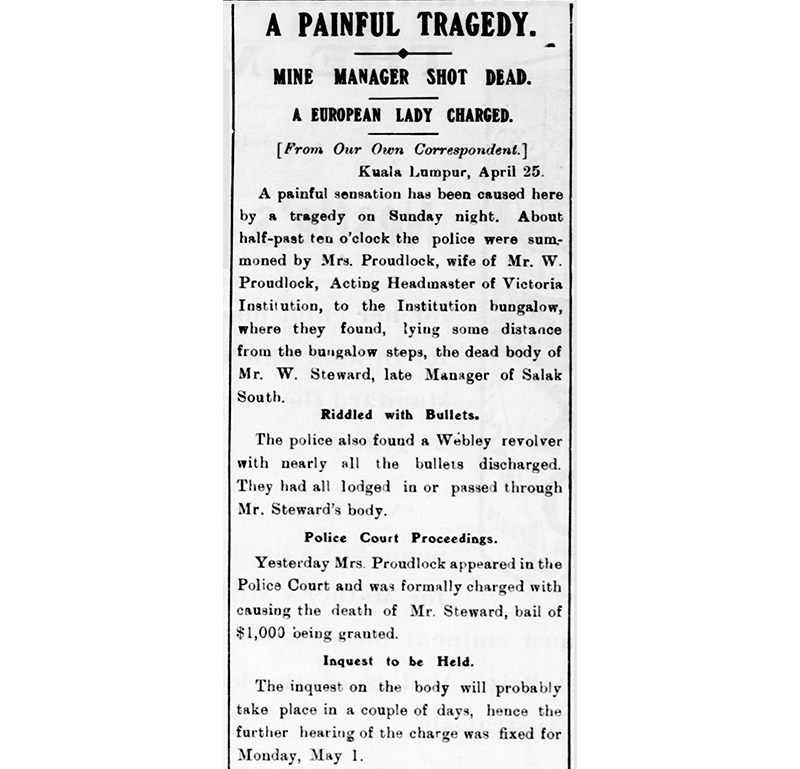 A PAINFUL TRAGEDY.
MINE MANAGER SHOT DEAD.
A EUROPEAN LADY CHARGED.
[From Our Own Correspondent.]
Kuala Lumpur, April 25.
A painful sensation has been caused here
by a tragedy on Sunday night. About
half-past ten o'clock the police were sum-
moned by Mrs. Proudlock, wife of Mr. W.
Proudlock, Acting Headmaster of Victoria
Institution, to the Institution bungalow,
where they found, lying some distance
from the bungalow steps, the dead body of
Mr. W. Steward, late Manager of Salak
South.
Riddled with Bullets.
The police also found a Webley revolver
with nearly all the bullets discharged.
They had all lodged in or passed through
Mr. Steward's body.
Police Court Proceedings.
Yesterday Mrs. Proudlock appeared in the
Police Court and was formally charged with
causing the death of Mr. Steward, bail of
$1,000 being granted.
Inquest to be Held.
The inquest on the body will probably
take place in a couple of days, hence the
further hearing of the charge was fixed for
Monday, May 1.